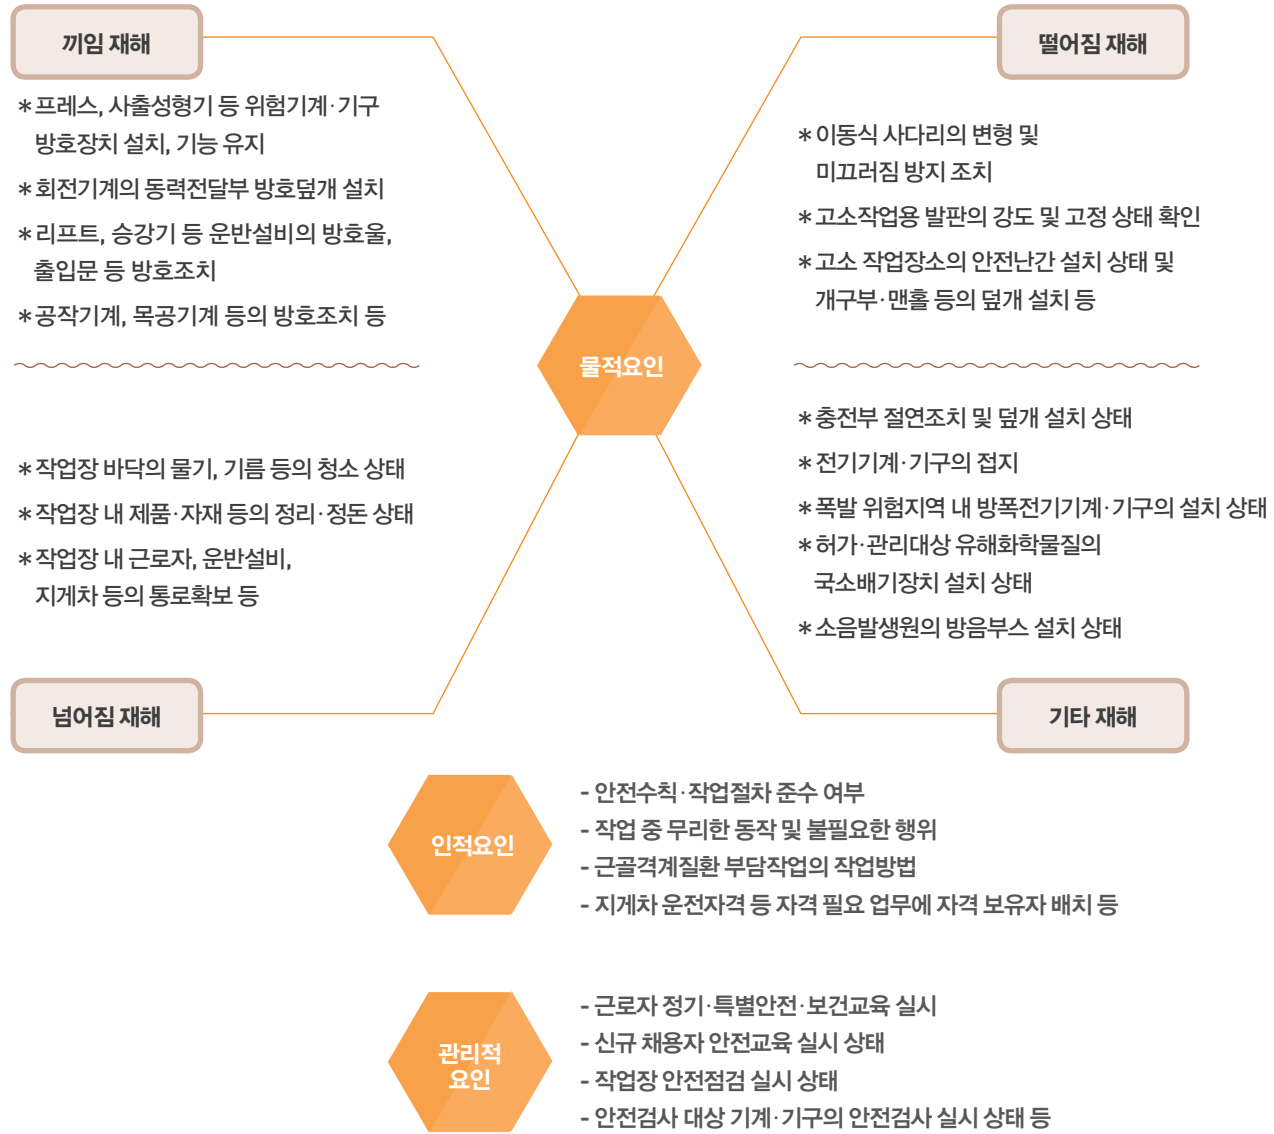 끼임 재해
*프레스, 사출성형기 등 위험기계·기구
방호장치 설치, 기능 유지
*회전기계의 동력전달부 방호덮개 설치
*리프트, 승강기 등 운반설비의 방호울,
출입문 등 방호조치
*공작기계, 목공기계 등의 방호조치 등
떨어짐 재해
*이동식 사다리의 변형 및
미끄러짐 방지 조치
*고소작업용 발판의 강도 및 고정 상태 확인
*고소 작업장소의 안전난간 설치 상태 및
개구부·맨홀 등의 덮개 설치 등
물적요인
*작업장 바닥의 물기, 기름 등의 청소 상태
*작업장 내 제품·자재 등의 정리·정돈 상태
*작업장 내 근로자, 운반설비,
지게차 등의 통로확보 등
넘어짐 재해
*충전부 절연조치 및 덮개 설치 상태
*전기기계·기구의 접지
*폭발 위험지역 내 방폭전기기계·기구의 설치 상태
*허가·관리대상 유해화학물질의
국소배기장치 설치 상태
*소음발생원의 방음부스 설치 상태
기타 재해
인적요인
- 안전수칙·작업절차 준수 여부
- 작업 중 무리한 동작 및 불필요한 행위
- 근골격계질환 부담작업의 작업방법
- 지게차 운전자격 등 자격 필요 업무에 자격 보유자 배치 등
관리적
요인
- 근로자 정기·특별안전·보건교육 실시
- 신규 채용자 안전교육 실시 상태
- 작업장 안전점검 실시 상태
- 안전검사 대상 기계·기구의 안전검사 실시 상태 등